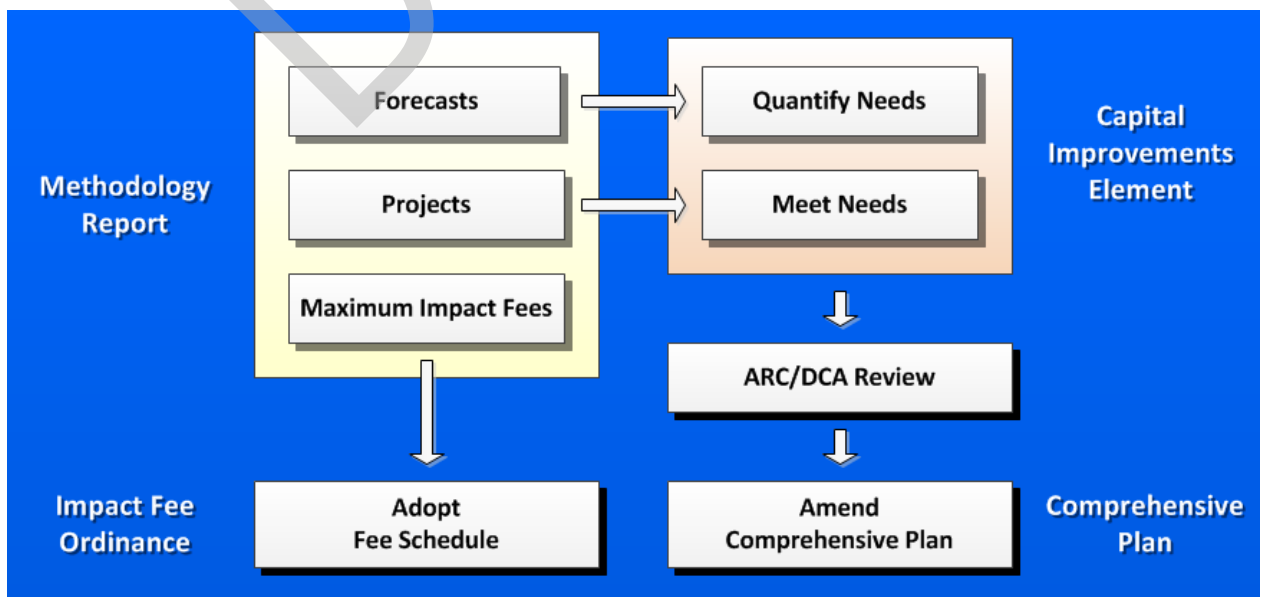 Methodology
Report
Forecasts
Projects
Maximum Impact Fees
Quantify Needs
Meet Needs
Capital
Improvements
Element
ARC/DCA Review
Impact Fee
Ordinance
Adopt
Fee Schedule
Amend
Comprehensive Plan
Comprehensive
Plan